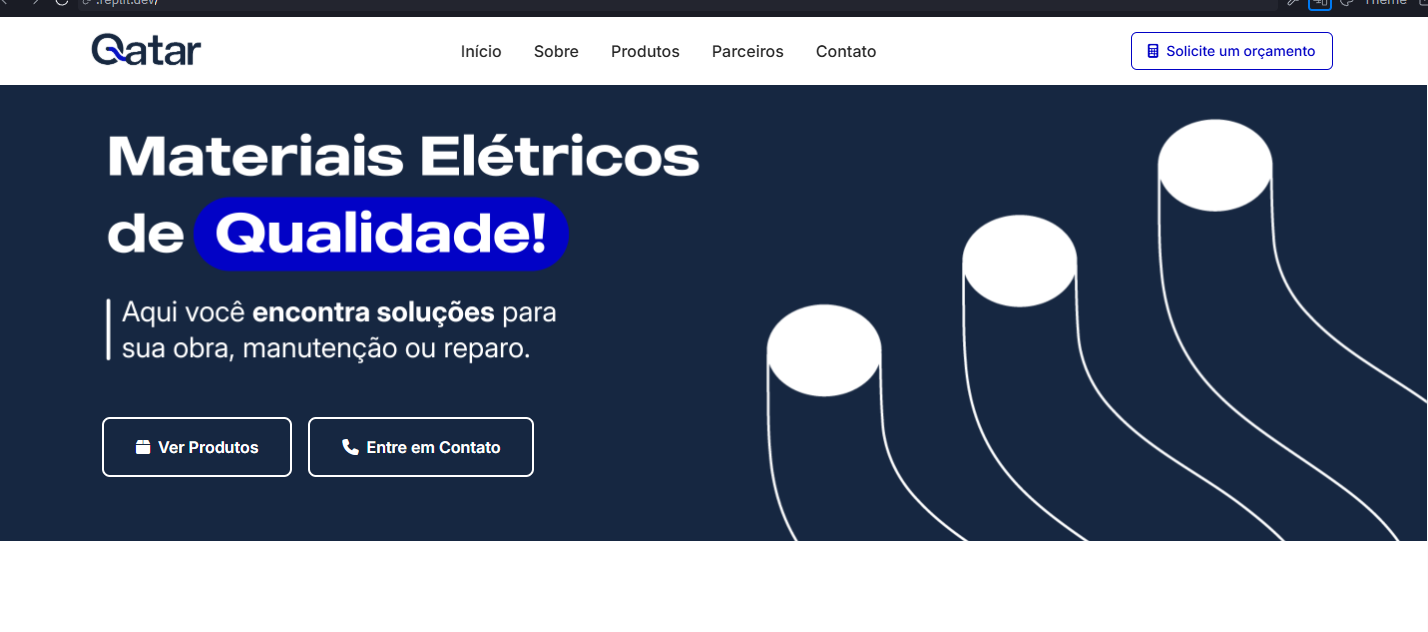 .replit.dev/
Theme
Qatar
Início
Sobre
Produtos
Parceiros
Contato
Solicite um orçamento
Materiais Elétricos
de Qualidade!
Aqui você encontra soluções para
sua obra, manutenção ou reparo.
Ver Produtos
Entre em Contato